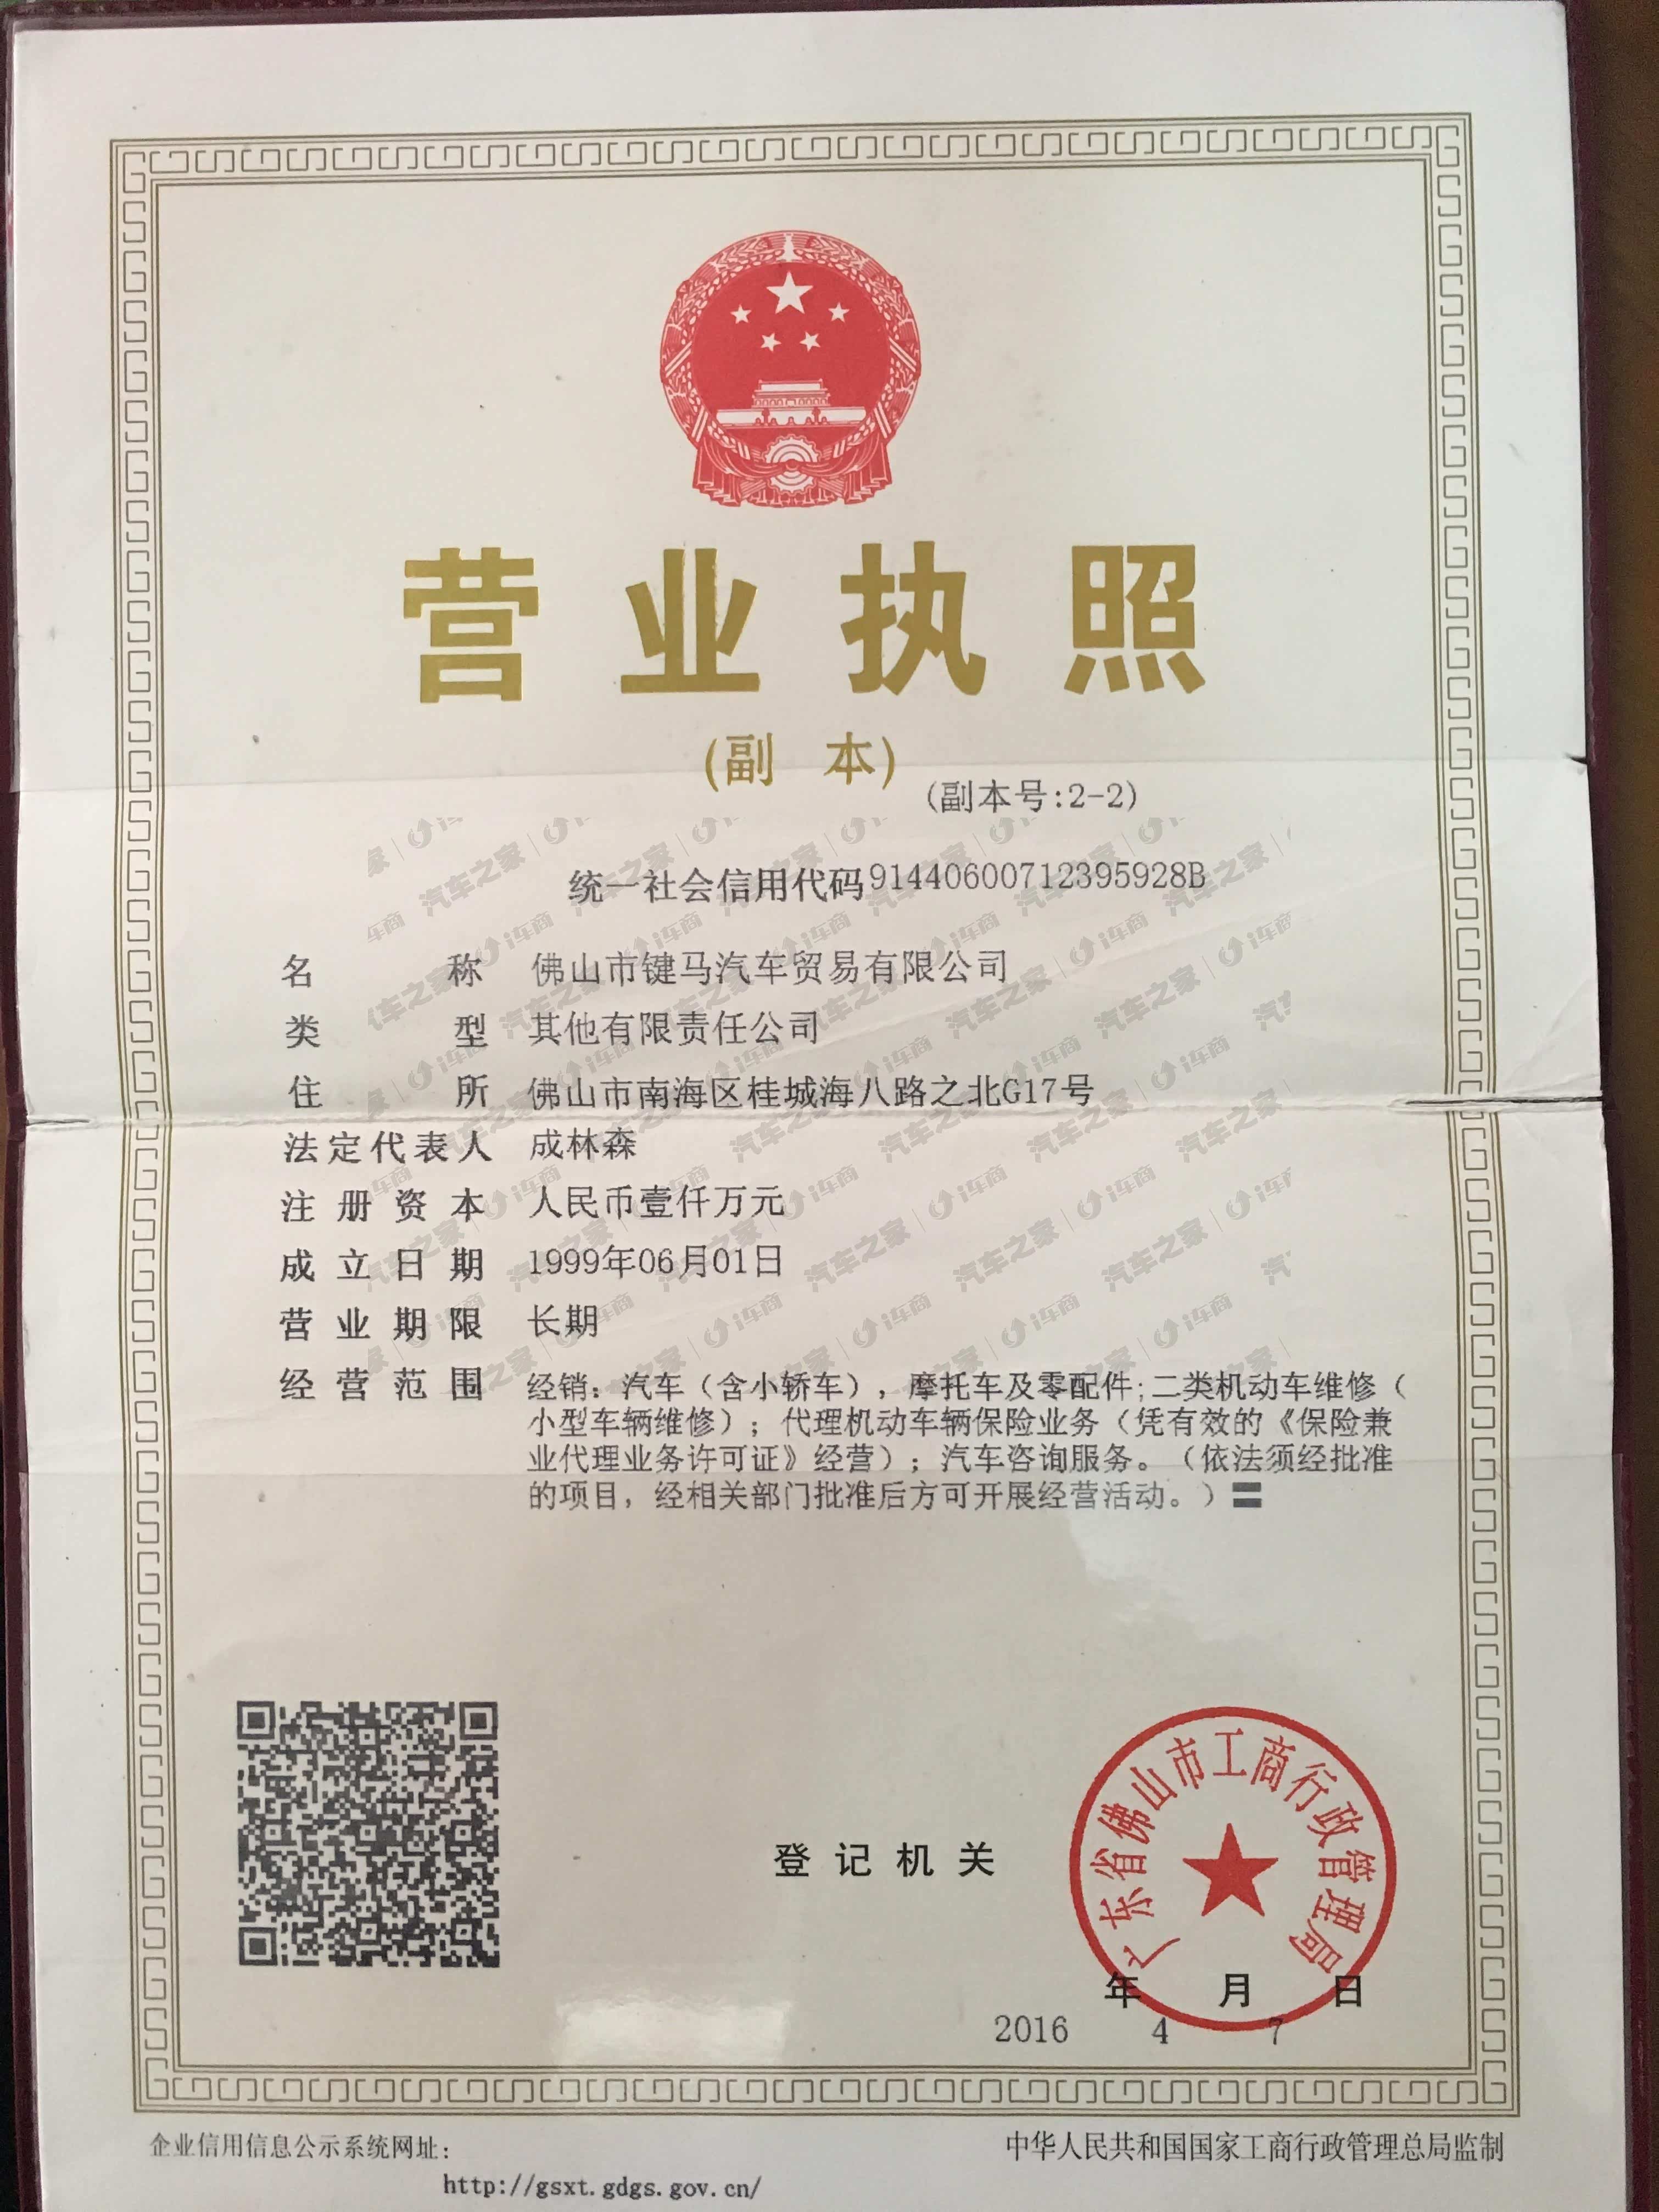 营业执照
(副 本)
(副本号:2-2)
统一社会信用代码91440600712395928B
名 称 佛山市键马汽车贸易有限公司
类 型 其他有限责任公司
住 所 佛山市南海区桂城海八路之北G17号
法定代表人 成林森
注册资本 人民币壹仟万元
成立日期 1999年06月01日
营业期限 长期
经营范围 经销：汽车（含小轿车），摩托车及零配件;二类机动车维修（
小型车辆维修）；代理机动车辆保险业务（凭有效的《保险兼
业代理业务许可证》经营）；汽车咨询服务。（依法须经批准
的项目，经相关部门批准后方可开展经营活动。）〓
广东省佛山市工商行政管理局
登记机关
年 月 日
2016 4 7
企业信用信息公示系统网址：
http://gsxt.gdgs.gov.cn/
中华人民共和国国家工商行政管理总局监制
汽车之家 | i车商